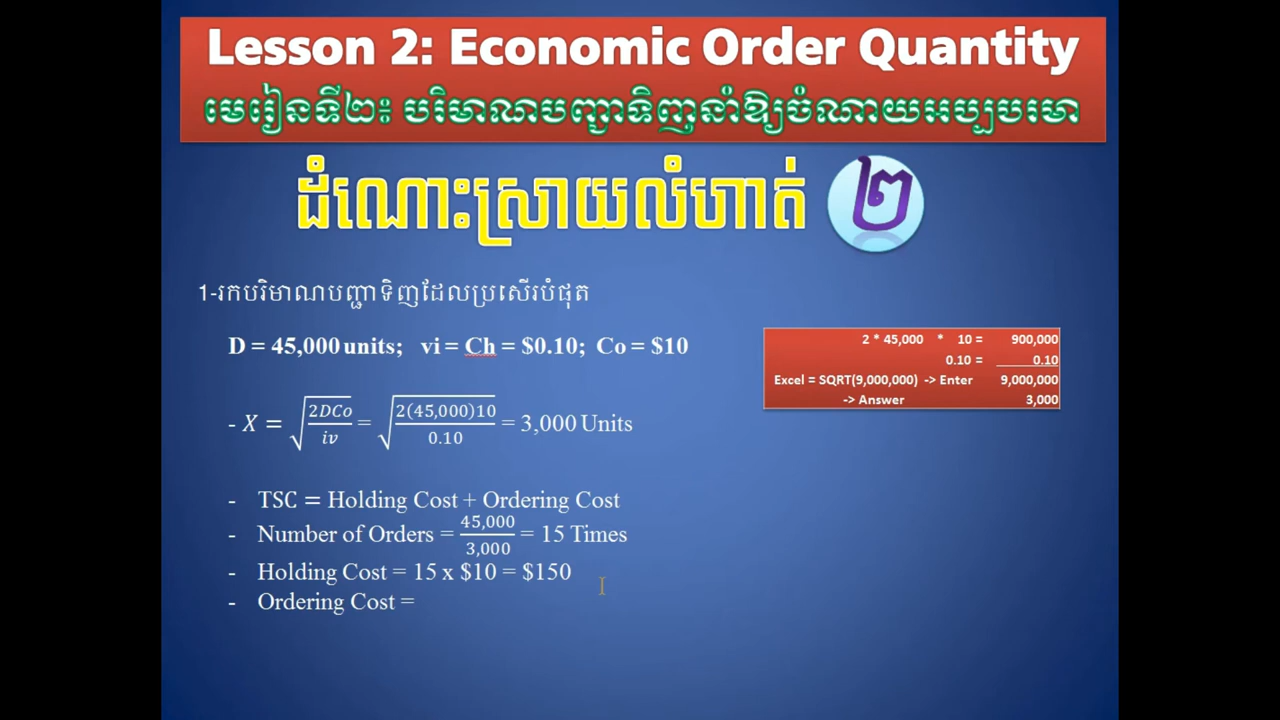 Lesson 2: Economic Order Quantity
មេរៀនទី២៖ បរិមាណបញ្ជាទិញនាំឱ្យចំណាយអប្បបរមា
ដំណោះស្រាយលំហាត់ ២
1-រកបរិមាណបញ្ជាទិញដែលប្រសើរបំផុត
D = 45,000 units; vi = Ch = $0.10; Co = $10
2 * 45,000 * 10 = 900,000
0.10 = 0.10
Excel = SQRT(9,000,000) -> Enter 9,000,000
-> Answer 3,000
- X = √(2DCo/iv) = √(2(45,000)10/0.10) = 3,000 Units
- TSC = Holding Cost + Ordering Cost
- Number of Orders = 45,000/3,000 = 15 Times
- Holding Cost = 15 x $10 = $150
- Ordering Cost =